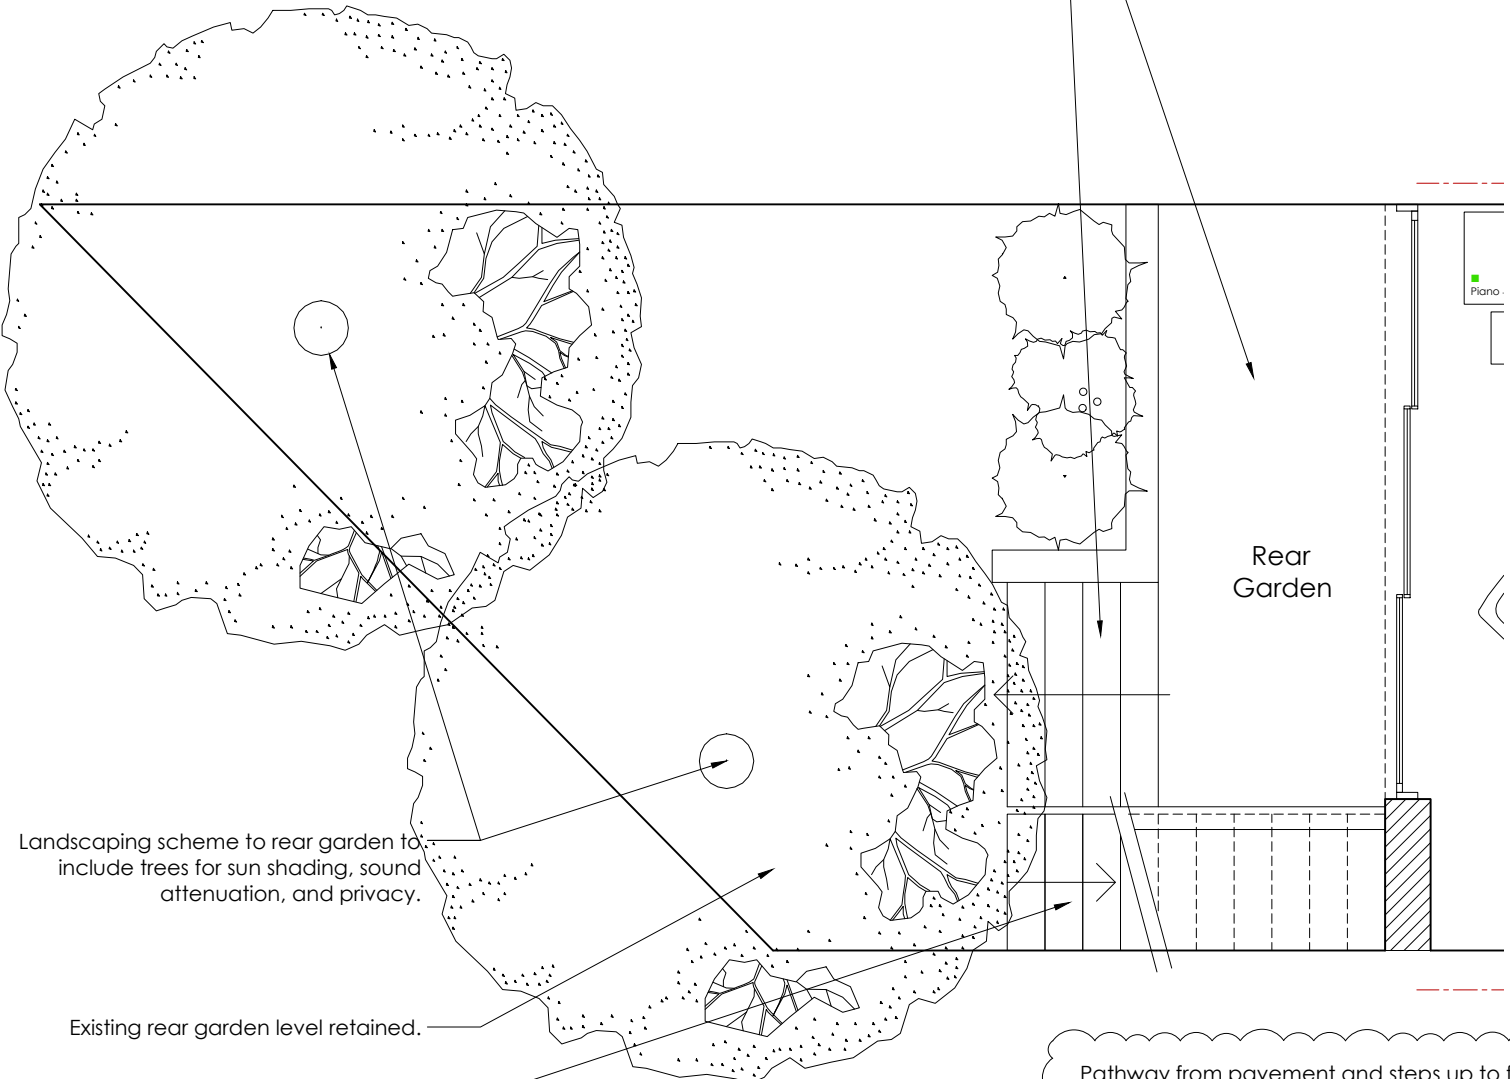 Piano
Rear
Garden
Landscaping scheme to rear garden to
include trees for sun shading, sound
attenuation, and privacy.
Existing rear garden level retained.
Pathway from pavement and steps up to